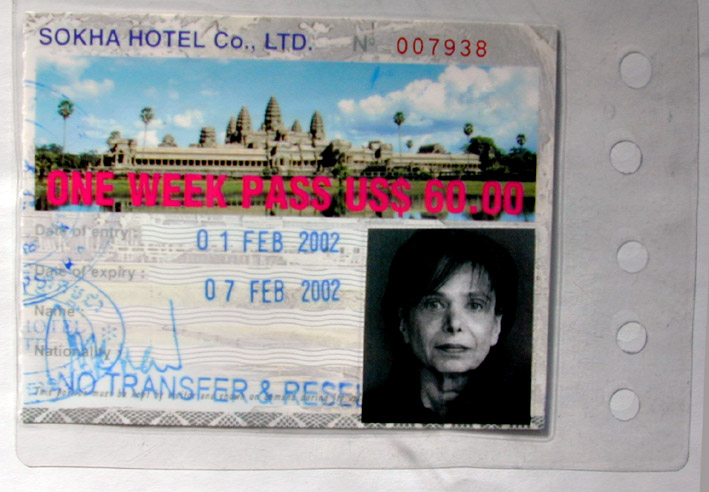 SOKHA HOTEL Co., LTD. Nº 007938
ONE WEEK PASS US$ 60.00
Date of entry : 01 FEB 2002
Date of expiry : 07 FEB 2002
Name
Nationality :
NO TRANSFER & RESEL